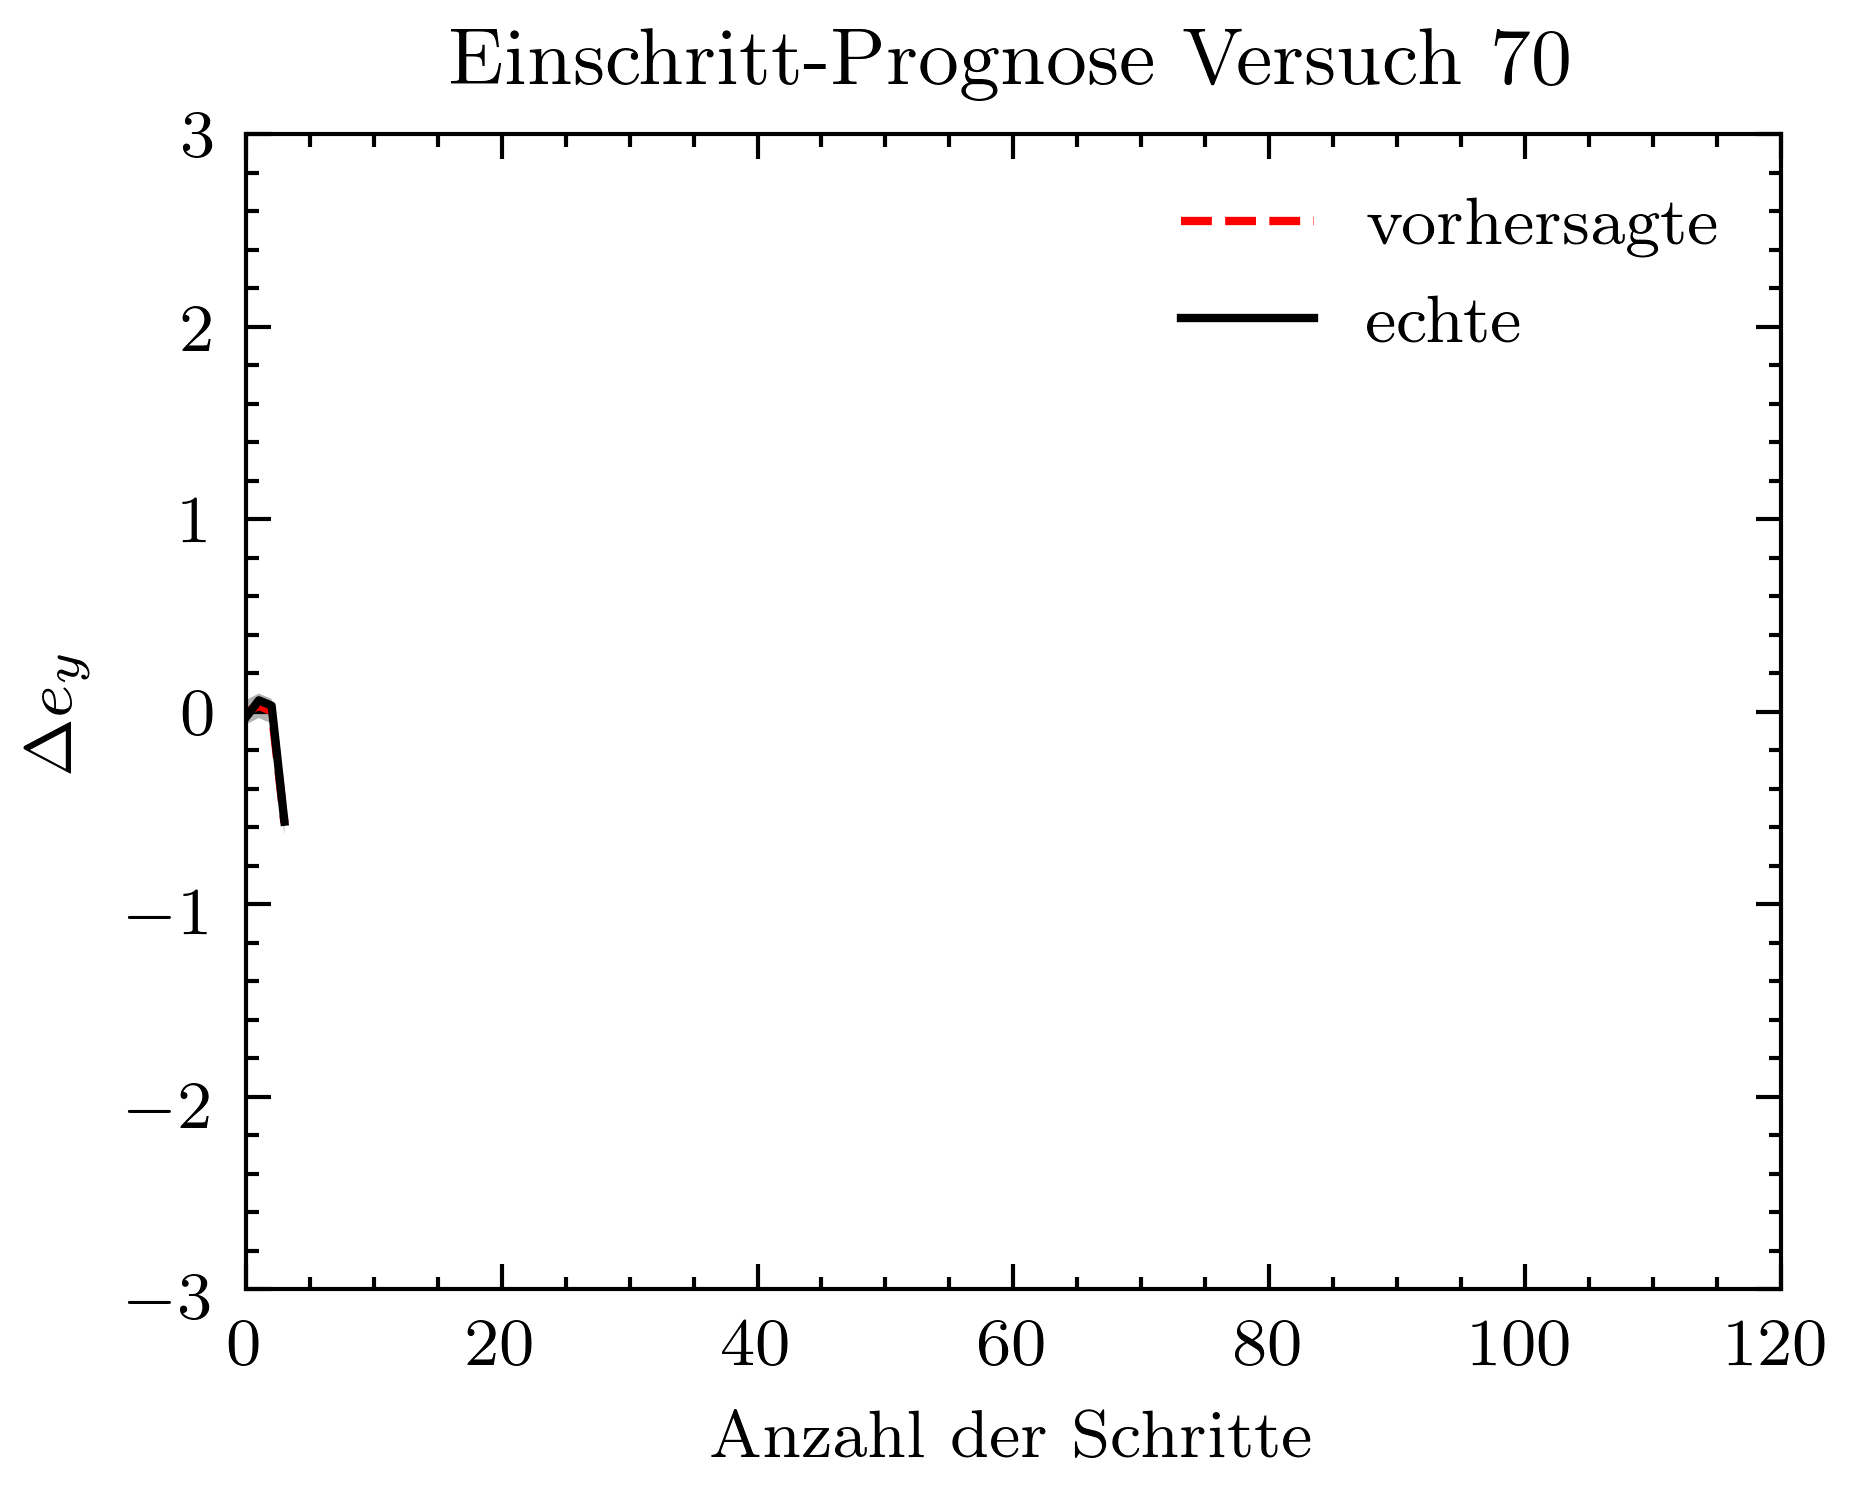 Einschritt-Prognose Versuch 70
3
2
1
0
−1
−2
−3
Δe_y
vorhersagte
echte
0 20 40 60 80 100 120
Anzahl der Schritte